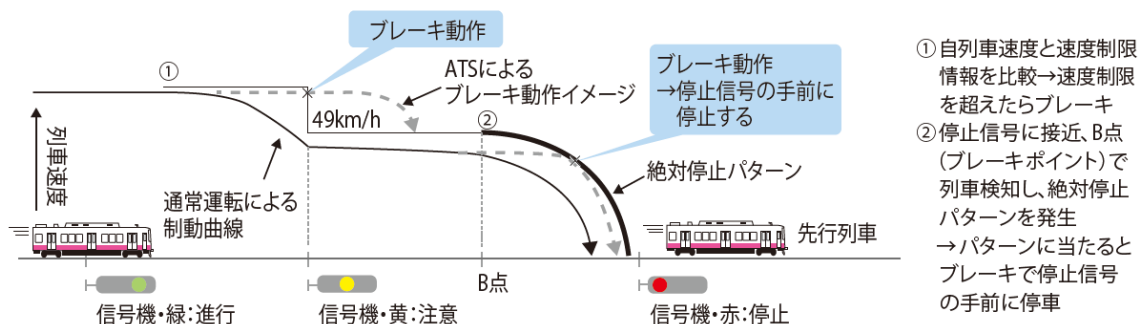 ブレーキ動作
①
ATSによる
ブレーキ動作イメージ
ブレーキ動作
→停止信号の手前に
停止する
49km/h
②
列車速度
通常運転による
制動曲線
絶対停止パターン
先行列車
B点
信号機・緑:進行
信号機・黄:注意
信号機・赤:停止
①自列車速度と速度制限
情報を比較→速度制限
を超えたらブレーキ
②停止信号に接近、B点
(ブレーキポイント)で
列車検知し、絶対停止
パターンを発生
→パターンに当たると
ブレーキで停止信号
の手前に停車